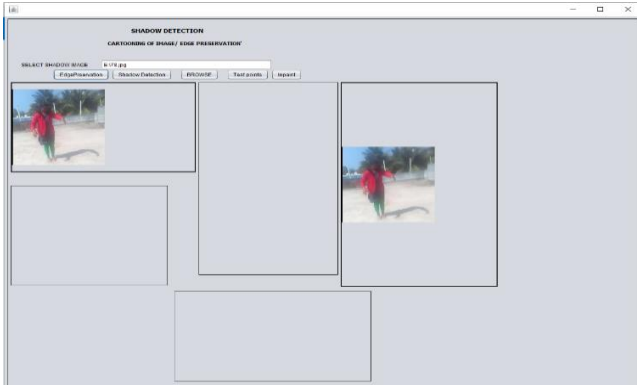 SHADOW DETECTION
CARTOONING OF IMAGE/ EDGE PRESERVATION'
SELECT SHADOW IMAGE
EdgePreservation Shadow Detection BROWSE Test points Inpaint